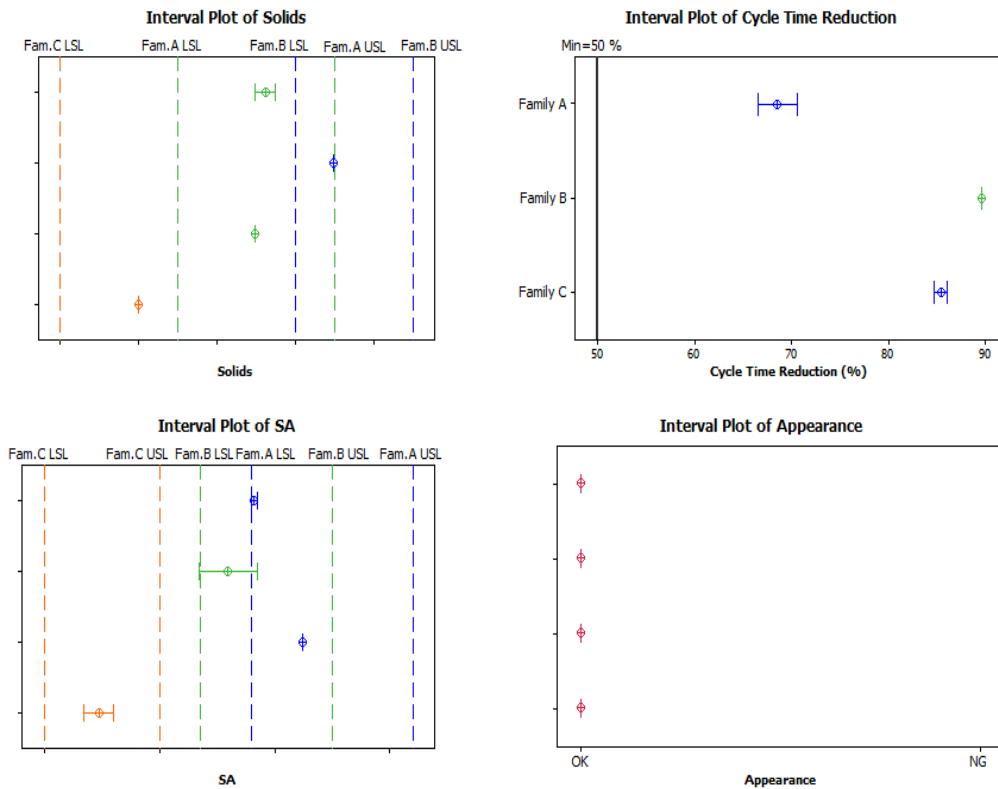 Interval Plot of Solids
Fam.C LSL Fam.A LSL Fam.B LSL Fam.A USL Fam.B USL
Solids
Interval Plot of Cycle Time Reduction
Min=50 %
Family A
Family B
Family C
50 60 70 80 90
Cycle Time Reduction (%)
Interval Plot of SA
Fam.C LSL Fam.C USL Fam.B LSL Fam.A LSL Fam.B USL Fam.A USL
SA
Interval Plot of Appearance
OK NG
Appearance